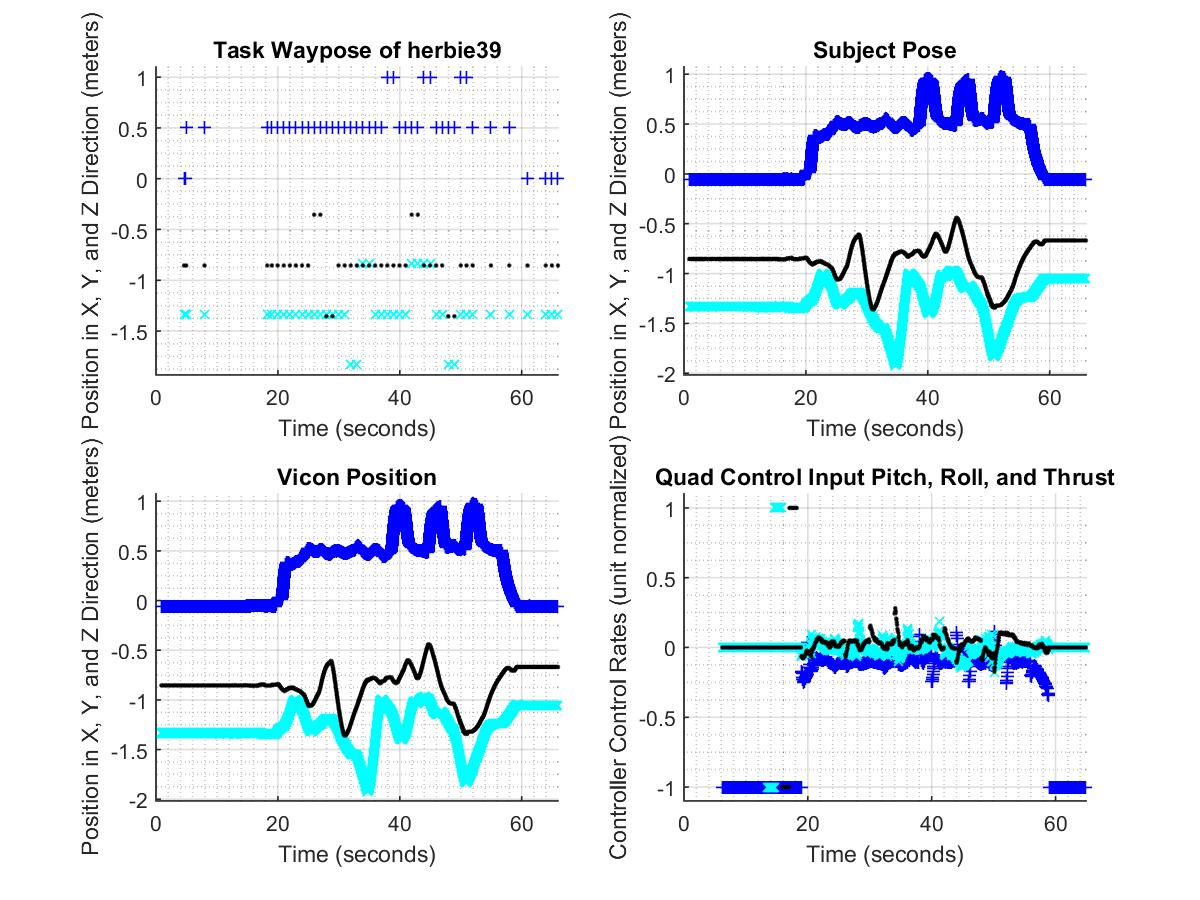 Task Waypose of herbie39
Position in X, Y, and Z Direction (meters)
1
0.5
0
-0.5
-1
-1.5
0 20 40 60
Time (seconds)
Subject Pose
Position in X, Y, and Z Direction (meters)
1
0.5
0
-0.5
-1
-1.5
-2
0 20 40 60
Time (seconds)
Vicon Position
Position in X, Y, and Z Direction (meters)
1
0.5
0
-0.5
-1
-1.5
-2
0 20 40 60
Time (seconds)
Quad Control Input Pitch, Roll, and Thrust
Controller Control Rates (unit normalized)
1
0.5
0
-0.5
-1
0 20 40 60
Time (seconds)